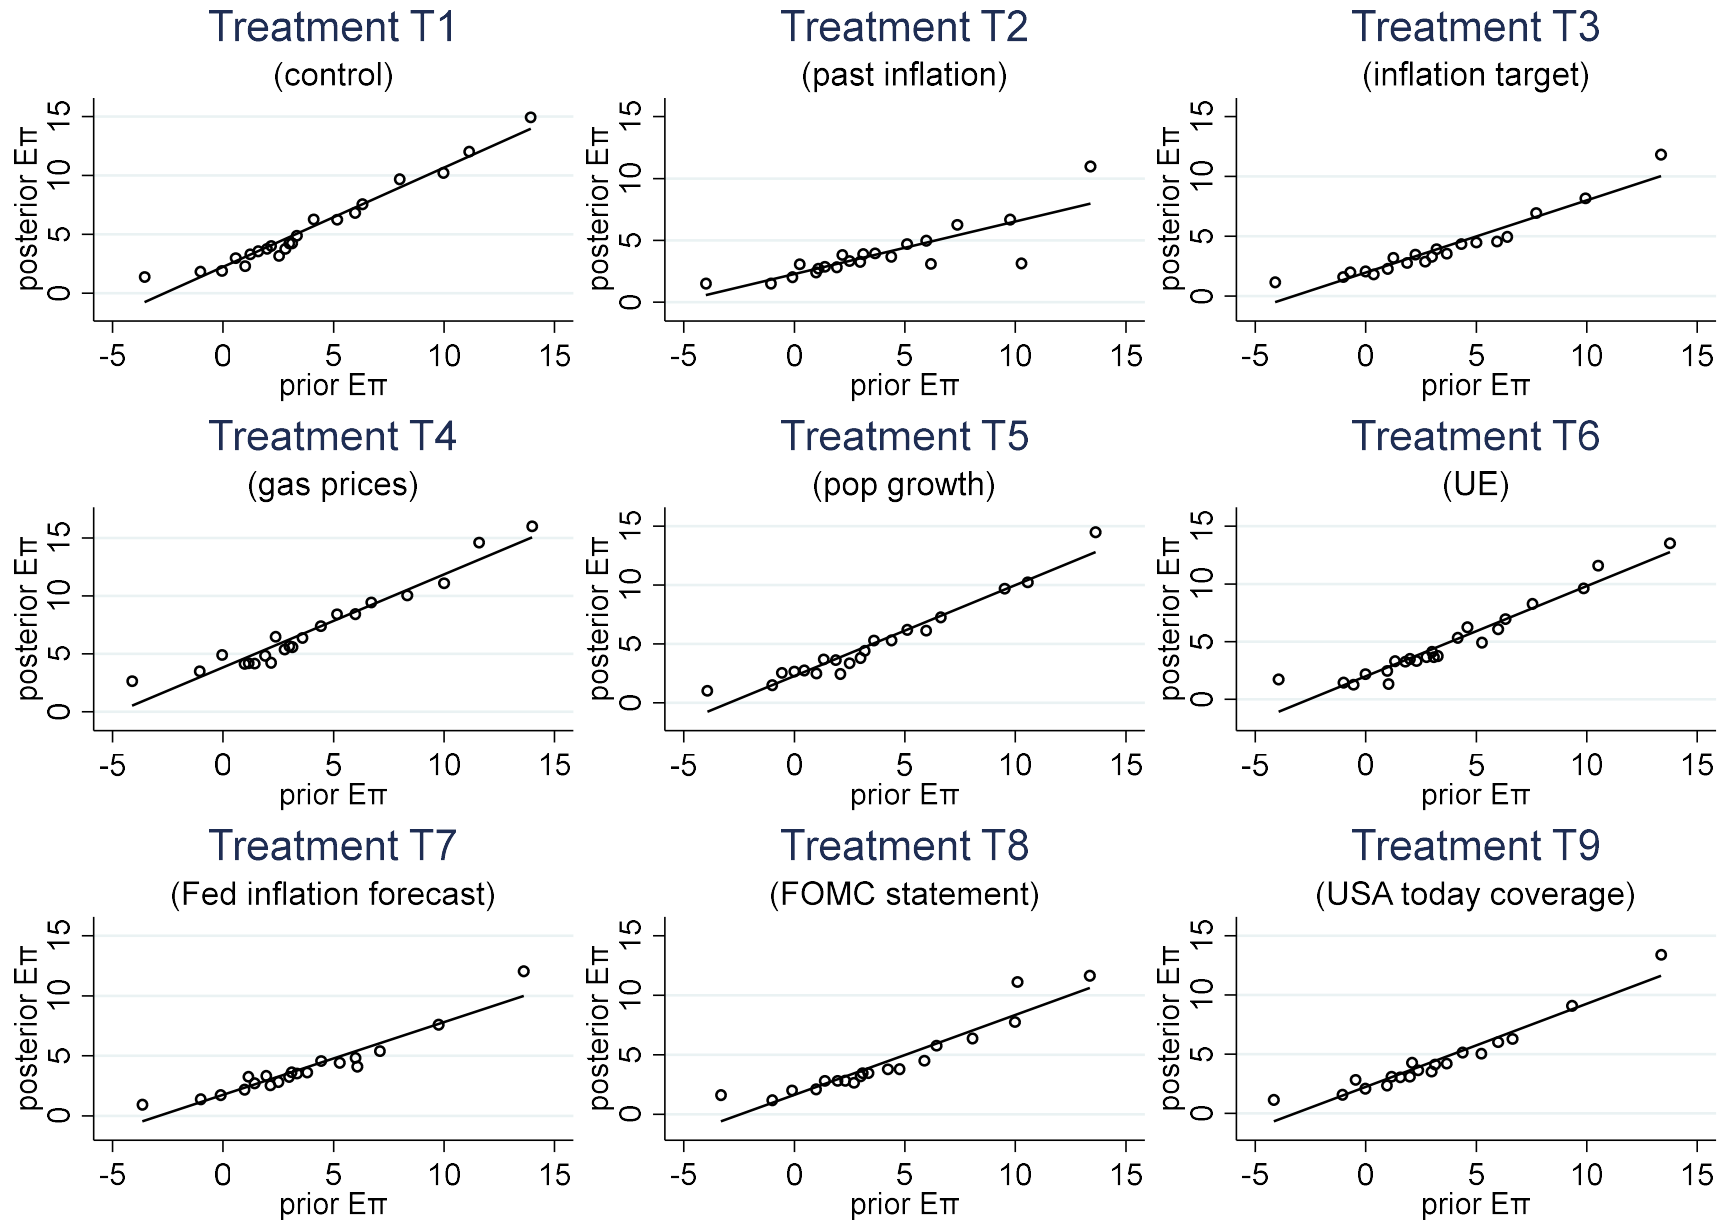 Treatment T1
(control)
posterior Eπ
15
10
5
0
-5 0 5 10 15
prior Eπ
Treatment T2
(past inflation)
posterior Eπ
15
10
5
0
-5 0 5 10 15
prior Eπ
Treatment T3
(inflation target)
posterior Eπ
15
10
5
0
-5 0 5 10 15
prior Eπ
Treatment T4
(gas prices)
posterior Eπ
15
10
5
0
-5 0 5 10 15
prior Eπ
Treatment T5
(pop growth)
posterior Eπ
15
10
5
0
-5 0 5 10 15
prior Eπ
Treatment T6
(UE)
posterior Eπ
15
10
5
0
-5 0 5 10 15
prior Eπ
Treatment T7
(Fed inflation forecast)
posterior Eπ
15
10
5
0
-5 0 5 10 15
prior Eπ
Treatment T8
(FOMC statement)
posterior Eπ
15
10
5
0
-5 0 5 10 15
prior Eπ
Treatment T9
(USA today coverage)
posterior Eπ
15
10
5
0
-5 0 5 10 15
prior Eπ